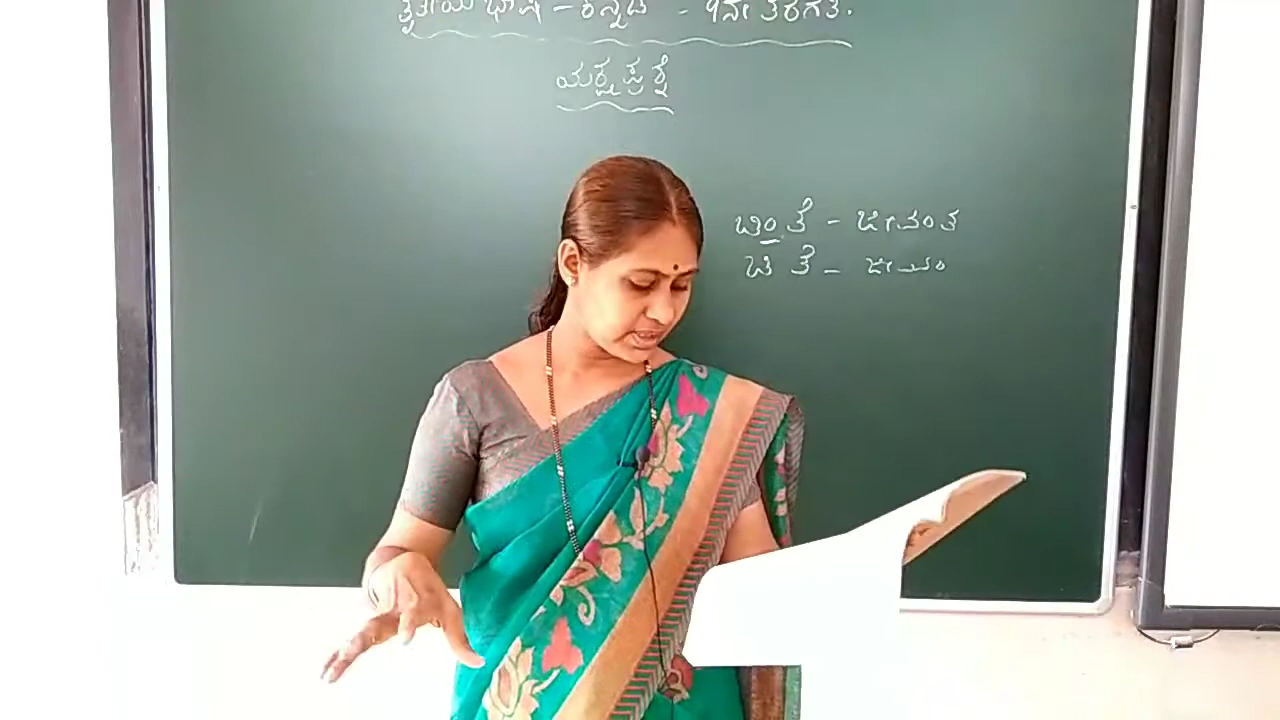 ತೃತೀಯ ಭಾಷೆ – ಕನ್ನಡ - 9ನೇ ತರಗತಿ.
ಯಕ್ಷಪ್ರಶ್ನೆ
ಚಿಂತೆ - ಜೀವಂತ
ಚಿತೆ -